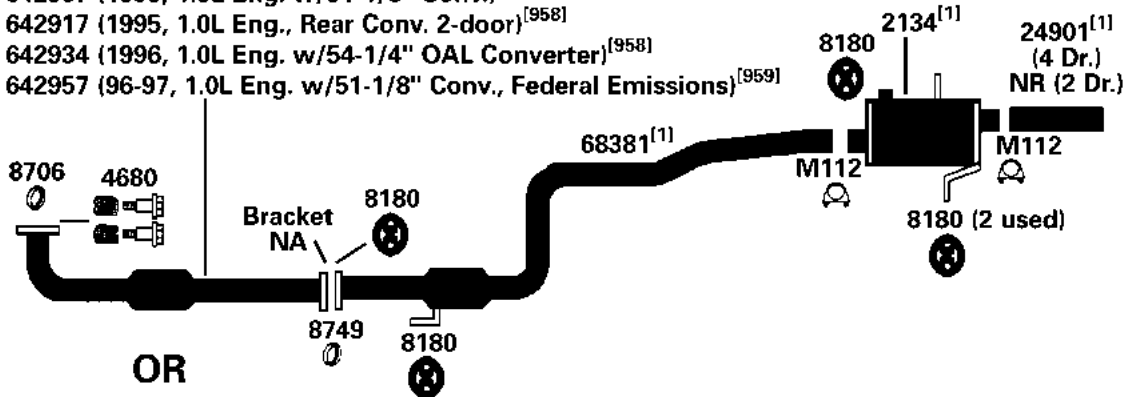 642917 (1995, 1.0L Eng., Rear Conv. 2-door)[958]
642934 (1996, 1.0L Eng. w/54-1/4" OAL Converter)[958]
642957 (96-97, 1.0L Eng. w/51-1/8" Conv., Federal Emissions)[959]
8180
2134[1]
24901[1]
(4 Dr.)
NR (2 Dr.)
68381[1]
M112
M112
8706
4680
Bracket
NA
8180
8180 (2 used)
8749
8180
OR